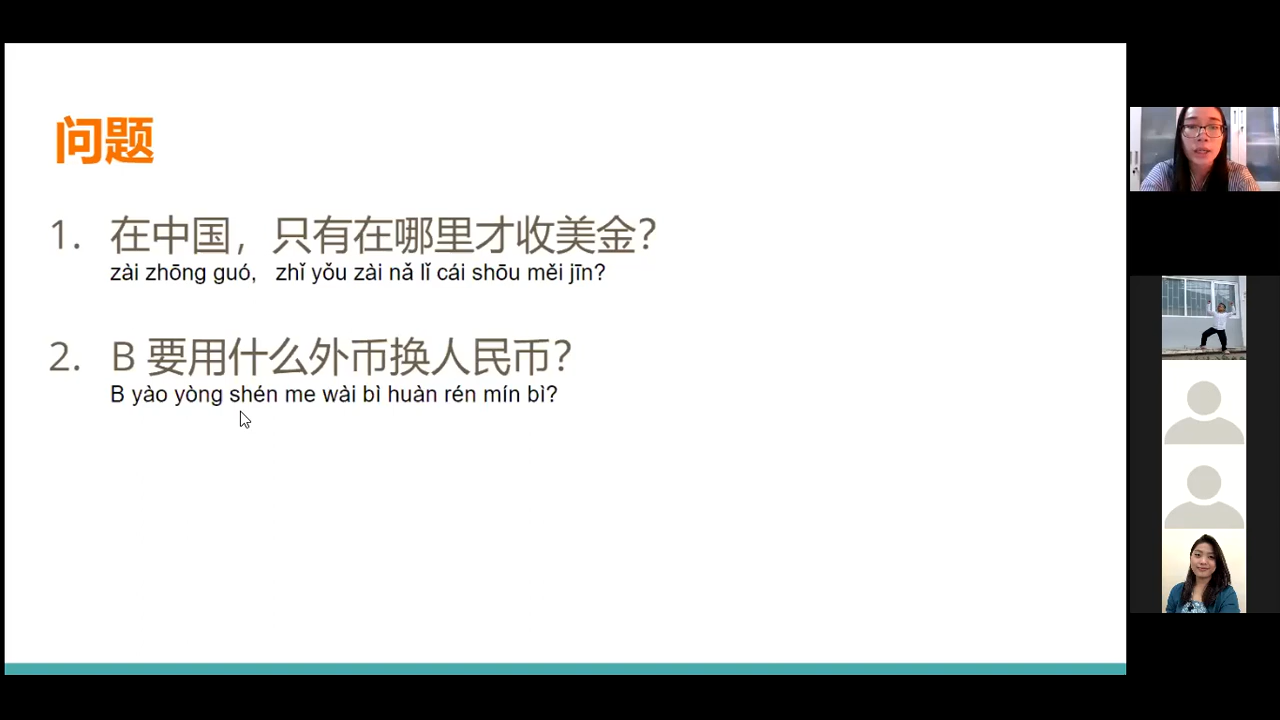 问题
1. 在中国，只有在哪里才收美金？
zài zhōng guó, zhǐ yǒu zài nǎ lǐ cái shōu měi jīn?
2. B 要用什么外币换人民币？
B yào yòng shén me wài bì huàn rén mín bì?